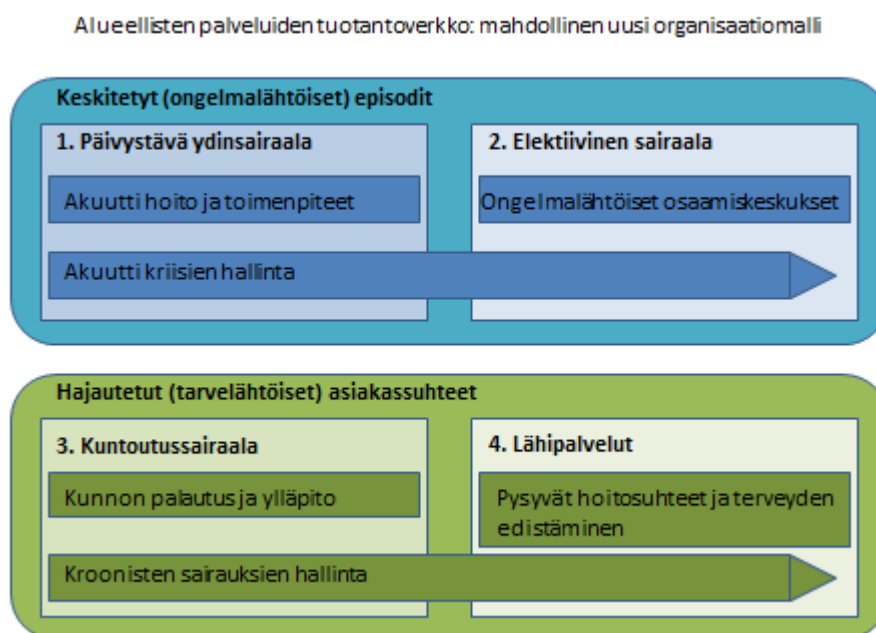 Alueellisten palveluiden tuotantoverkko: mahdollinen uusi organisaatiomalli
Keskitetyt (ongelmalähtöiset) episodit
1. Päivystävä ydinsairaala
Akuutti hoito ja toimenpiteet
2. Elektiivinen sairaala
Ongelmalähtöiset osaamiskeskukset
Akuutti kriisien hallinta
Hajautetut (tarvelähtöiset) asiakassuhteet
3. Kuntoutussairaala
Kunnon palautus ja ylläpito
4. Lähipalvelut
Pysyvät hoitosuhteet ja terveyden
edistäminen
Kroonisten sairauksien hallinta